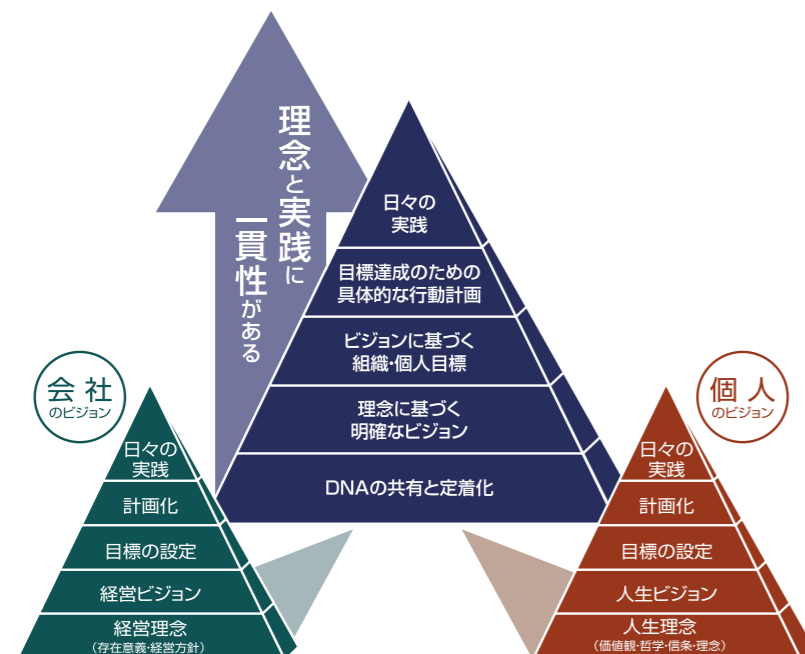 理念と実践に
一貫性がある
日々の
実践
目標達成のための
具体的な行動計画
ビジョンに基づく
組織・個人目標
理念に基づく
明確なビジョン
DNAの共有と定着化
会社
のビジョン
日々の
実践
計画化
目標の設定
経営ビジョン
経営理念
（存在意義・経営方針）
個人
のビジョン
日々の
実践
計画化
目標の設定
人生ビジョン
人生理念
（価値観・哲学・信条・理念）